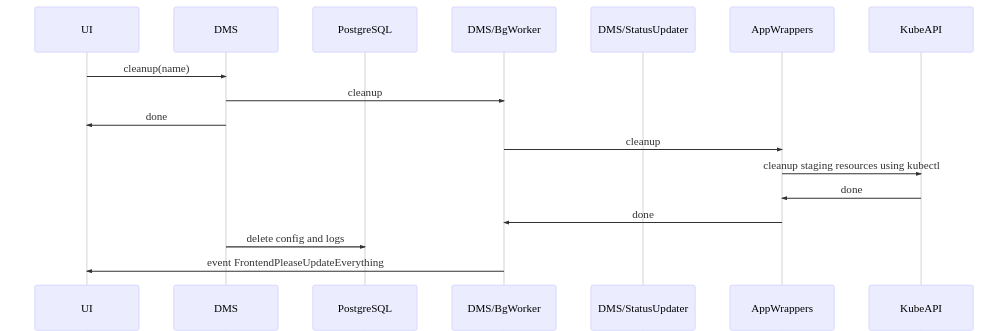 UI
DMS
PostgreSQL
DMS/BgWorker
DMS/StatusUpdater
AppWrappers
KubeAPI
cleanup(name)
cleanup
done
cleanup
cleanup staging resources using kubectl
done
done
delete config and logs
event FrontendPleaseUpdateEverything
UI
DMS
PostgreSQL
DMS/BgWorker
DMS/StatusUpdater
AppWrappers
KubeAPI